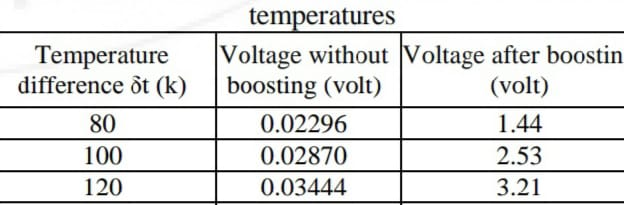 temperatures
Temperature difference δt (k) Voltage without boosting (volt) Voltage after boostin (volt)
80 0.02296 1.44
100 0.02870 2.53
120 0.03444 3.21